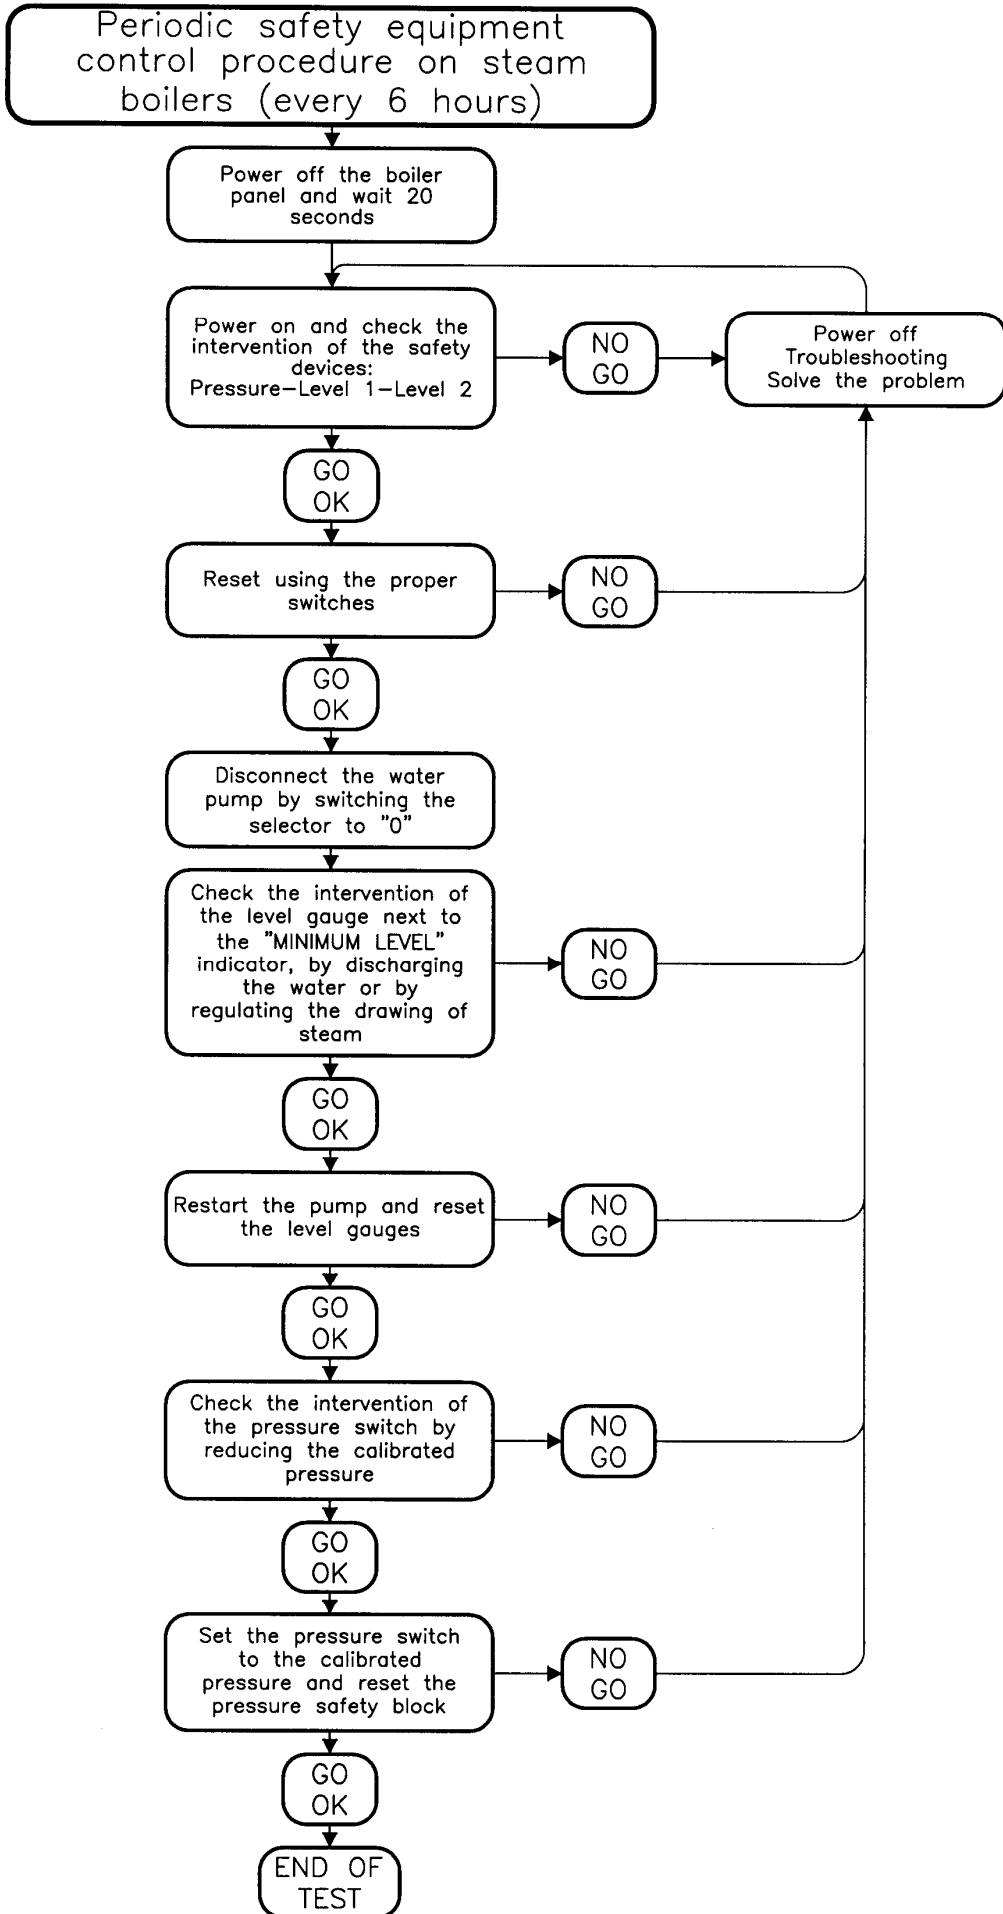 Periodic safety equipment
control procedure on steam
boilers (every 6 hours)
Power off the boiler
panel and wait 20
seconds
Power on and check the
intervention of the safety
devices:
Pressure-Level 1-Level 2
NO
GO
Power off
Troubleshooting
Solve the problem
GO
OK
Reset using the proper
switches
NO
GO
GO
OK
Disconnect the water
pump by switching the
selector to "0"
Check the intervention of
the level gauge next to
the "MINIMUM LEVEL"
indicator, by discharging
the water or by
regulating the drawing of
steam
NO
GO
GO
OK
Restart the pump and reset
the level gauges
NO
GO
GO
OK
Check the intervention of
the pressure switch by
reducing the calibrated
pressure
NO
GO
GO
OK
Set the pressure switch
to the calibrated
pressure and reset the
pressure safety block
NO
GO
GO
OK
END OF
TEST